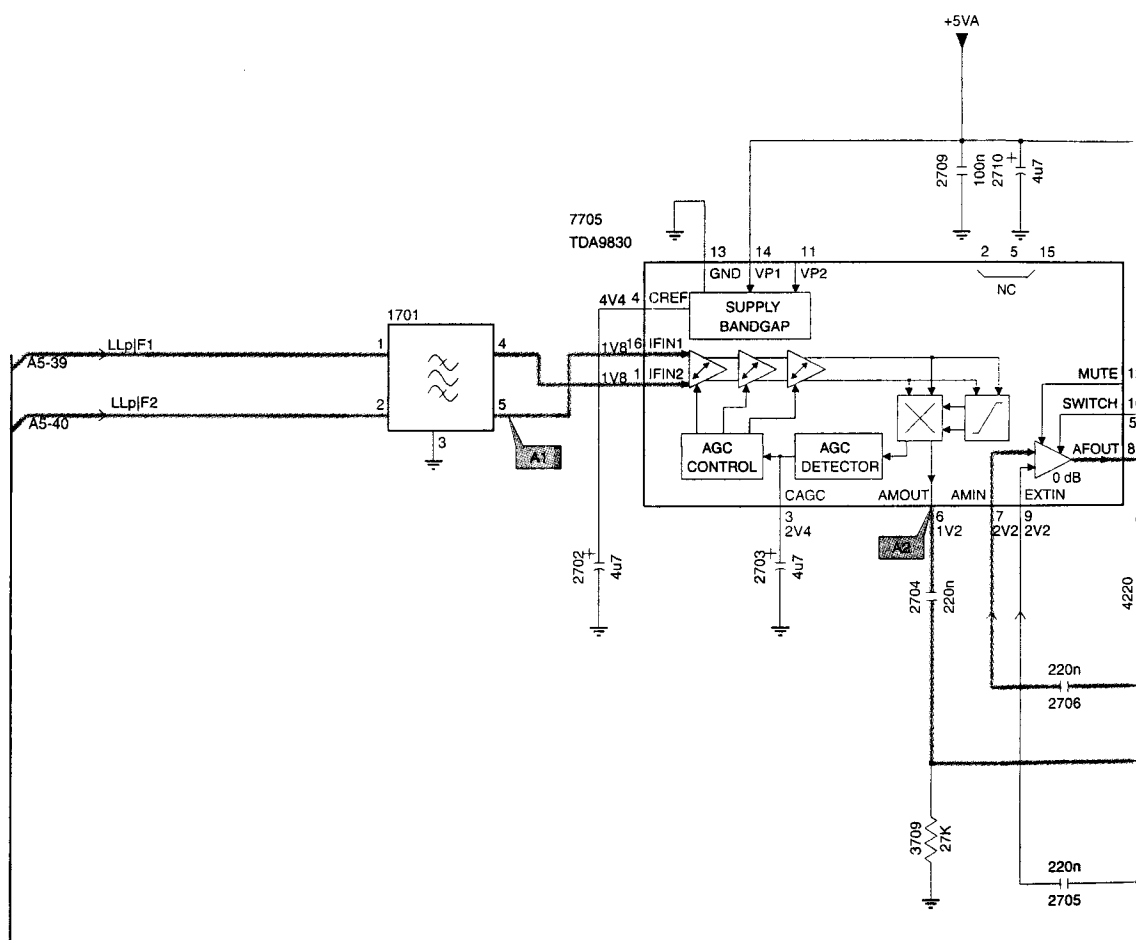 +5VA
2709
100n
2710
+
4u7
7705
TDA9830
13
14
11
2
5
15
GND
VP1
VP2
NC
4V4
4
CREF
SUPPLY
BANDGAP
1701
LLp|F1
1
4
1V8
16
IFIN1
A5-39
1V8
1
IFIN2
MUTE
LLp|F2
2
5
SWITCH
A5-40
3
A1
AGC
CONTROL
AGC
DETECTOR
AFOUT
8
0 dB
CAGC
AMOUT
AMIN
EXTIN
3
6
7
9
2V4
1V2
2V2
2V2
A2
2702
+
4u7
2703
+
4u7
2704
220n
4220
220n
2706
3709
27K
220n
2705